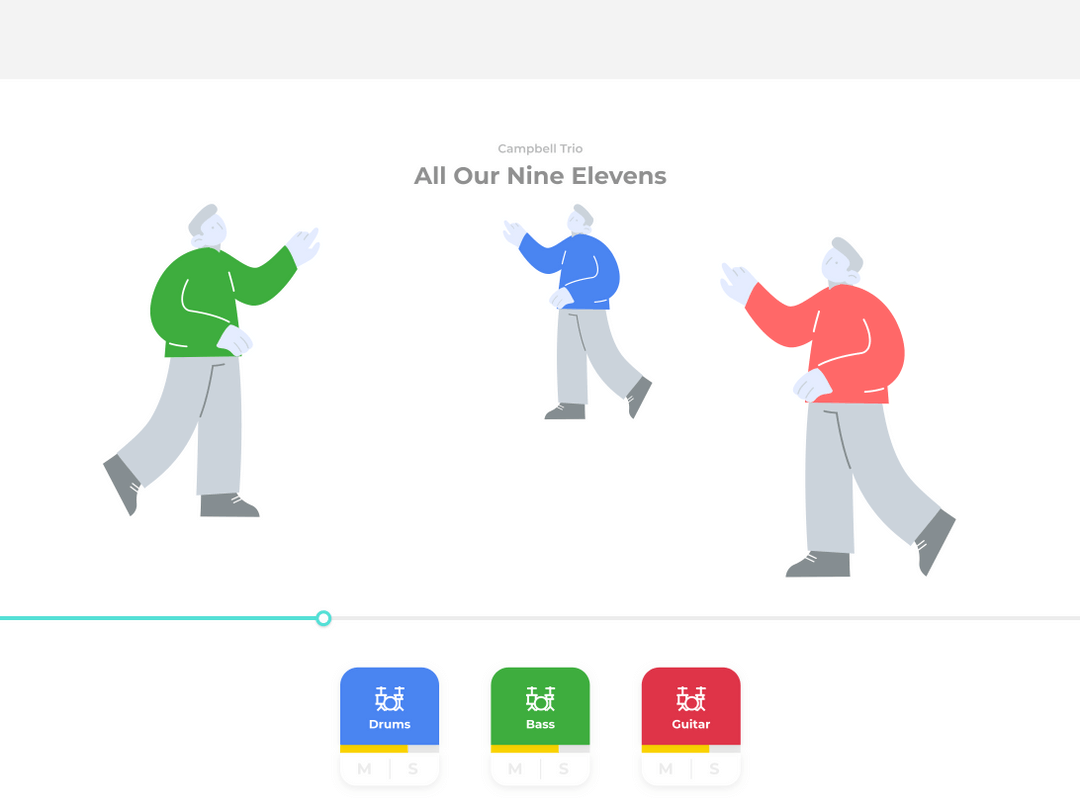 Campbell Trio
All Our Nine Elevens
Drums
Bass
Guitar
M S
M S
M S